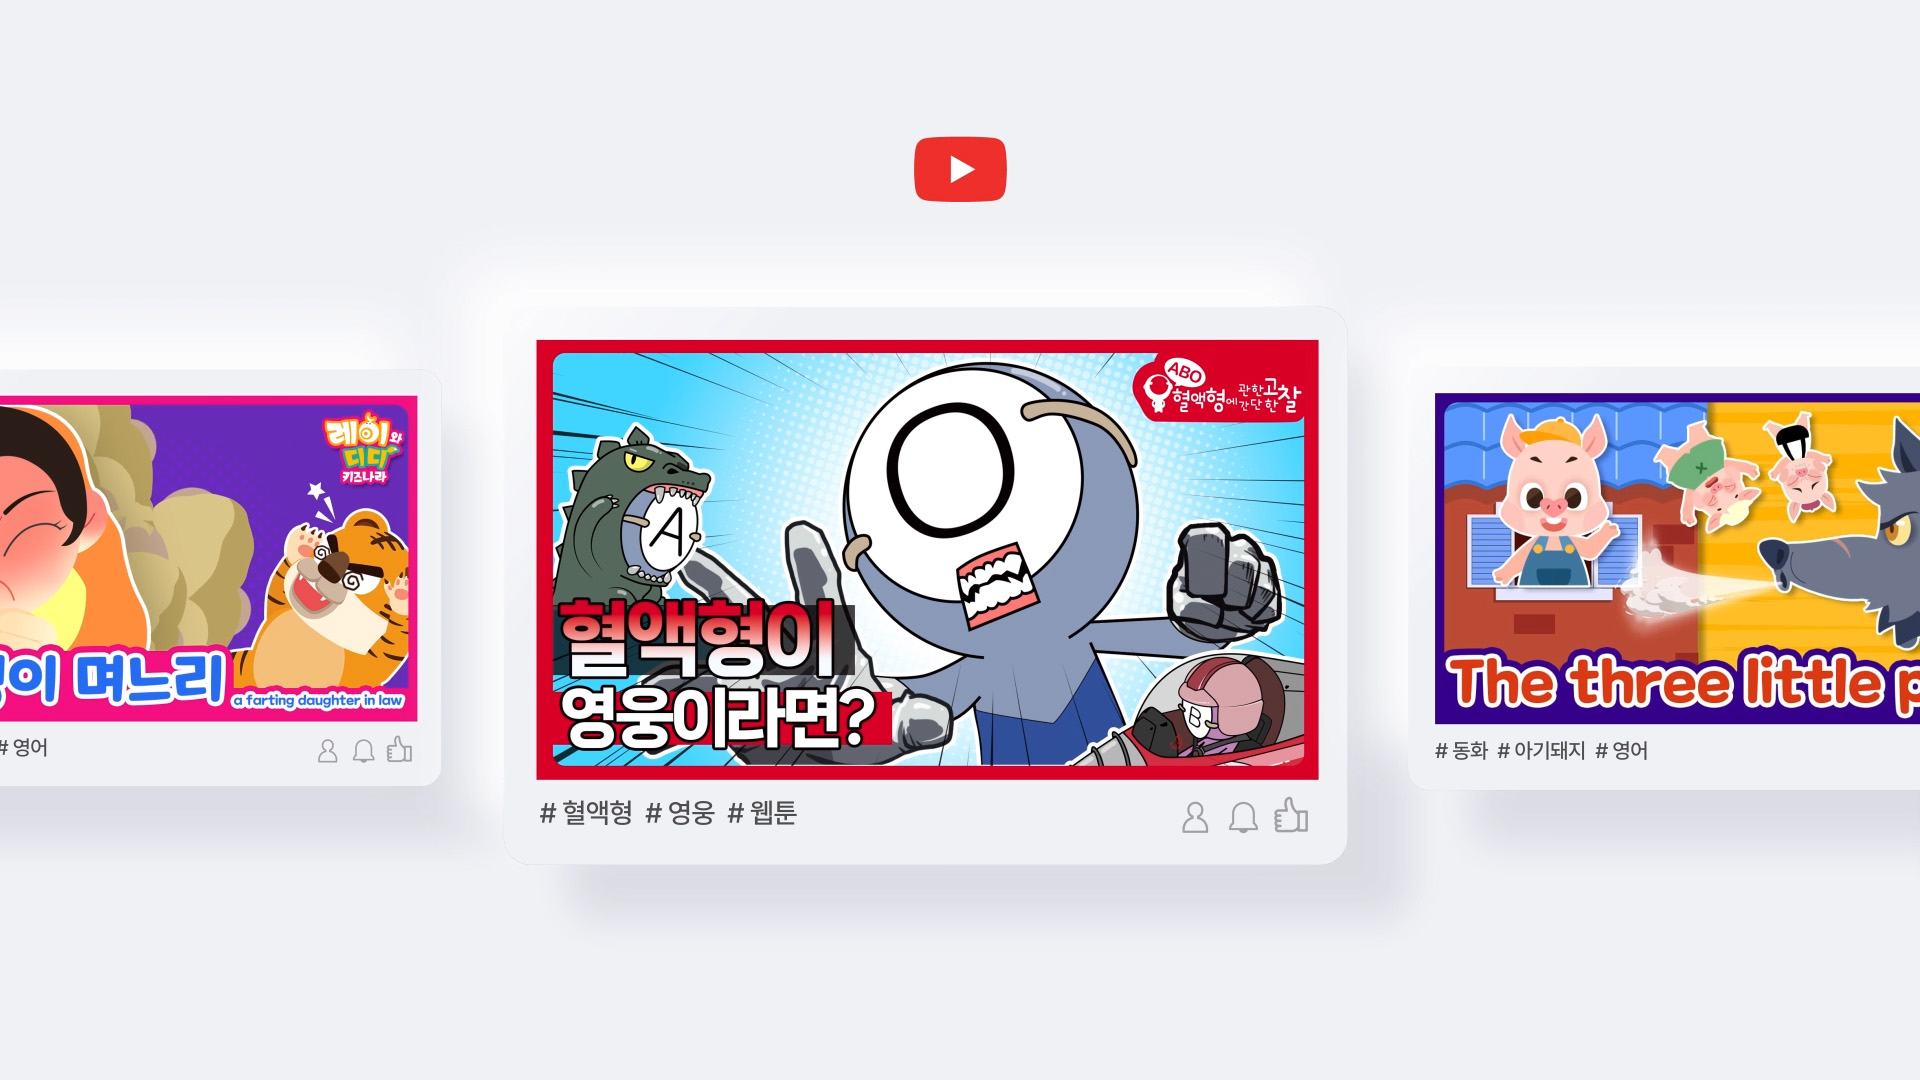 레이와
디디
키즈나라
이 며느리
a farting daughter in law
# 영어
ABO
혈액형에 관한 간단한 고찰
O
A
B
혈액형이
영웅이라면?
# 혈액형 # 영웅 # 웹툰
The three little p
# 동화 # 아기돼지 # 영어